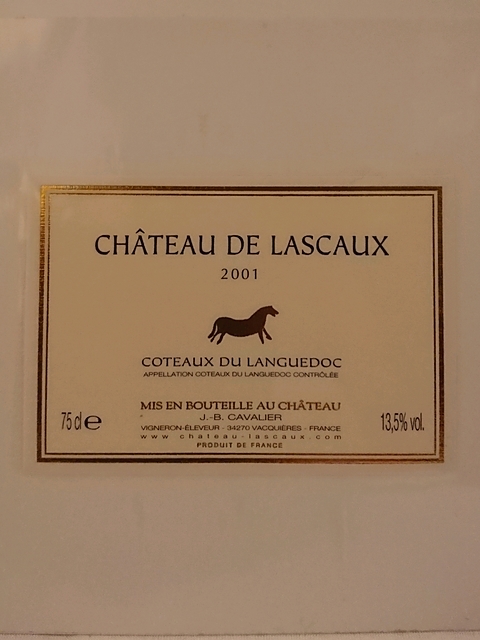 CHÂTEAU DE LASCAUX
2001
COTEAUX DU LANGUEDOC
APPELLATION COTEAUX DU LANGUEDOC CONTRÔLÉE
MIS EN BOUTEILLE AU CHÂTEAU
J.-B. CAVALIER
75 cl e
VIGNERON-ÉLEVEUR - 34270 VACQUIÈRES - FRANCE
13,5% vol.
www chateau-lascaux.com
PRODUIT DE FRANCE